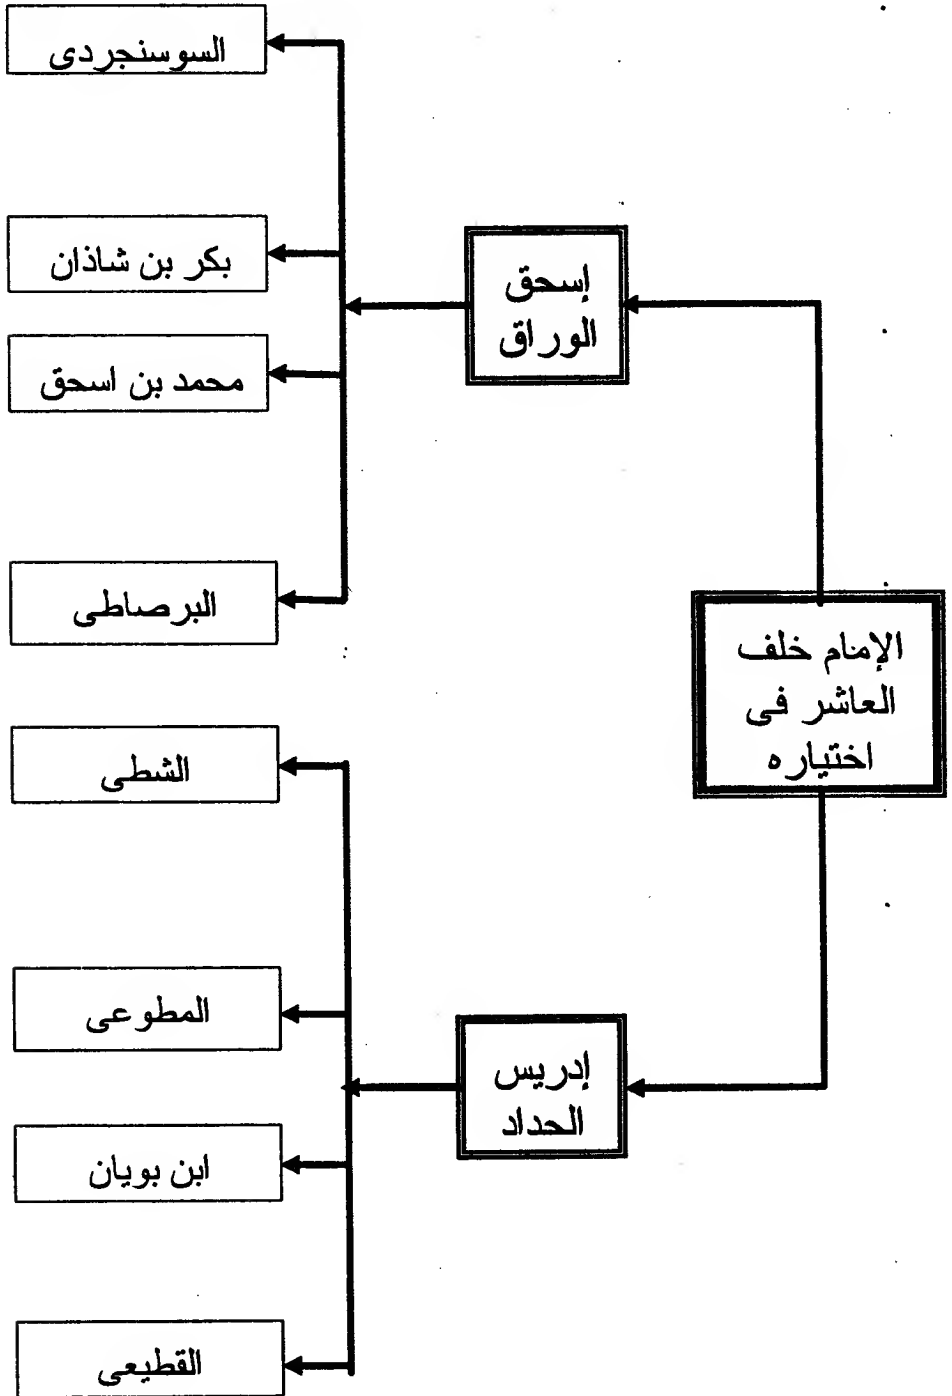 الإمام خلف
العاشر فى
اختياره
إسحق
الوراق
السوسنجردى
بكر بن شاذان
محمد بن اسحق
البرصاطى
إدريس
الحداد
الشطى
المطوعى
ابن بويان
القطيعى